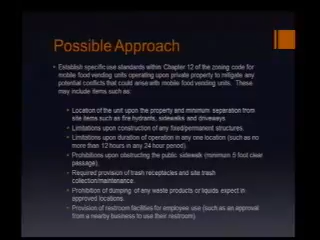 Possible Approach
• Establish specific use standards within Chapter 12 of the zoning code for
mobile food vending units operating upon private property to mitigate any
potential conflicts that could arise with mobile food vending units. These
may include items such as:
• Location of the unit upon the property and minimum separation from
site items such as fire hydrants, sidewalks and driveways.
• Limitations upon construction of any fixed/permanent structures.
• Limitations upon duration of operation in any one location (such as no
more than 12 hours in any 24 hour period).
• Prohibitions upon obstructing the public sidewalk (minimum 5 foot clear
passage).
• Required provision of trash receptacles and site trash
collection/maintenance.
• Prohibition of dumping of any waste products or liquids expect in
approved locations.
• Provision of restroom facilities for employee use (such as an approval
from a nearby business to use their restroom).